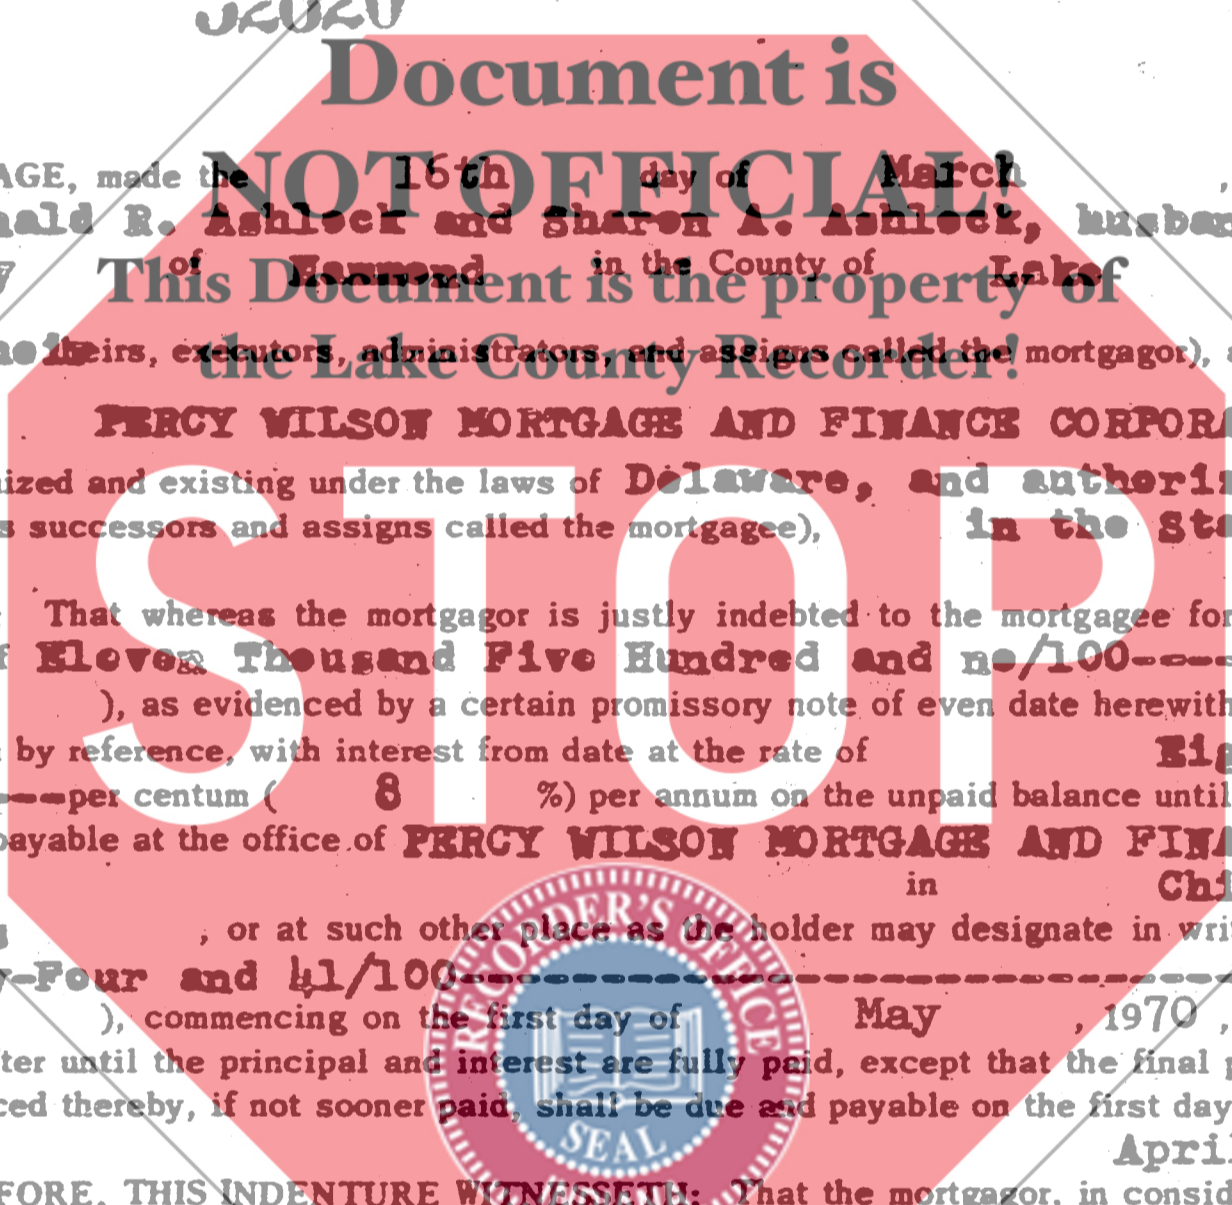 Document is
NOT OFFICIAL!
This Document is the property of
the Lake County Recorder!
STOP
AGE, made the 16th day of March ,
nald R. Ashlock and Sharon A. Ashlock, husban
of Hammond in the County of Lake
heirs, executors, administrators, and assigns called the mortgagor),
PERCY WILSON MORTGAGE AND FINANCE CORPORA
ized and existing under the laws of Delaware, and authori
s successors and assigns called the mortgagee), in the Sta
That whereas the mortgagor is justly indebted to the mortgagee for
f Eleven Thousand Five Hundred and no/100----
), as evidenced by a certain promissory note of even date herewith
by reference, with interest from date at the rate of Eig
---per centum ( 8 %) per annum on the unpaid balance until
payable at the office of PERCY WILSON MORTGAGE AND FINA
in Chi
, or at such other place as the holder may designate in wri
y-Four and 41/100--------------------
), commencing on the first day of May , 1970 ,
ter until the principal and interest are fully paid, except that the final p
ced thereby, if not sooner paid, shall be due and payable on the first day
April
FORE, THIS INDENTURE WITNESSETH: That the mortgagor, in consid
RECORDER'S OFFICE
SEAL